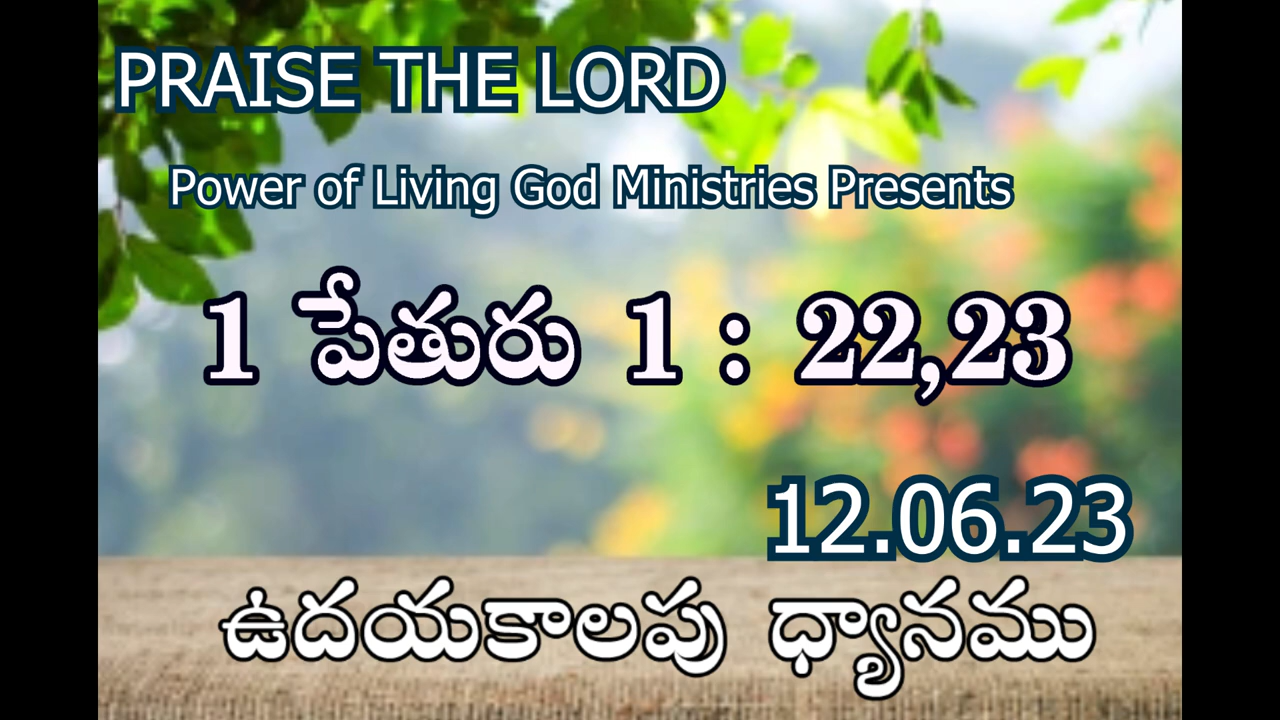 PRAISE THE LORD
Power of Living God Ministries Presents
1 పేతురు 1 : 22,23
12.06.23
ఉదయకాలపు ధ్యానము